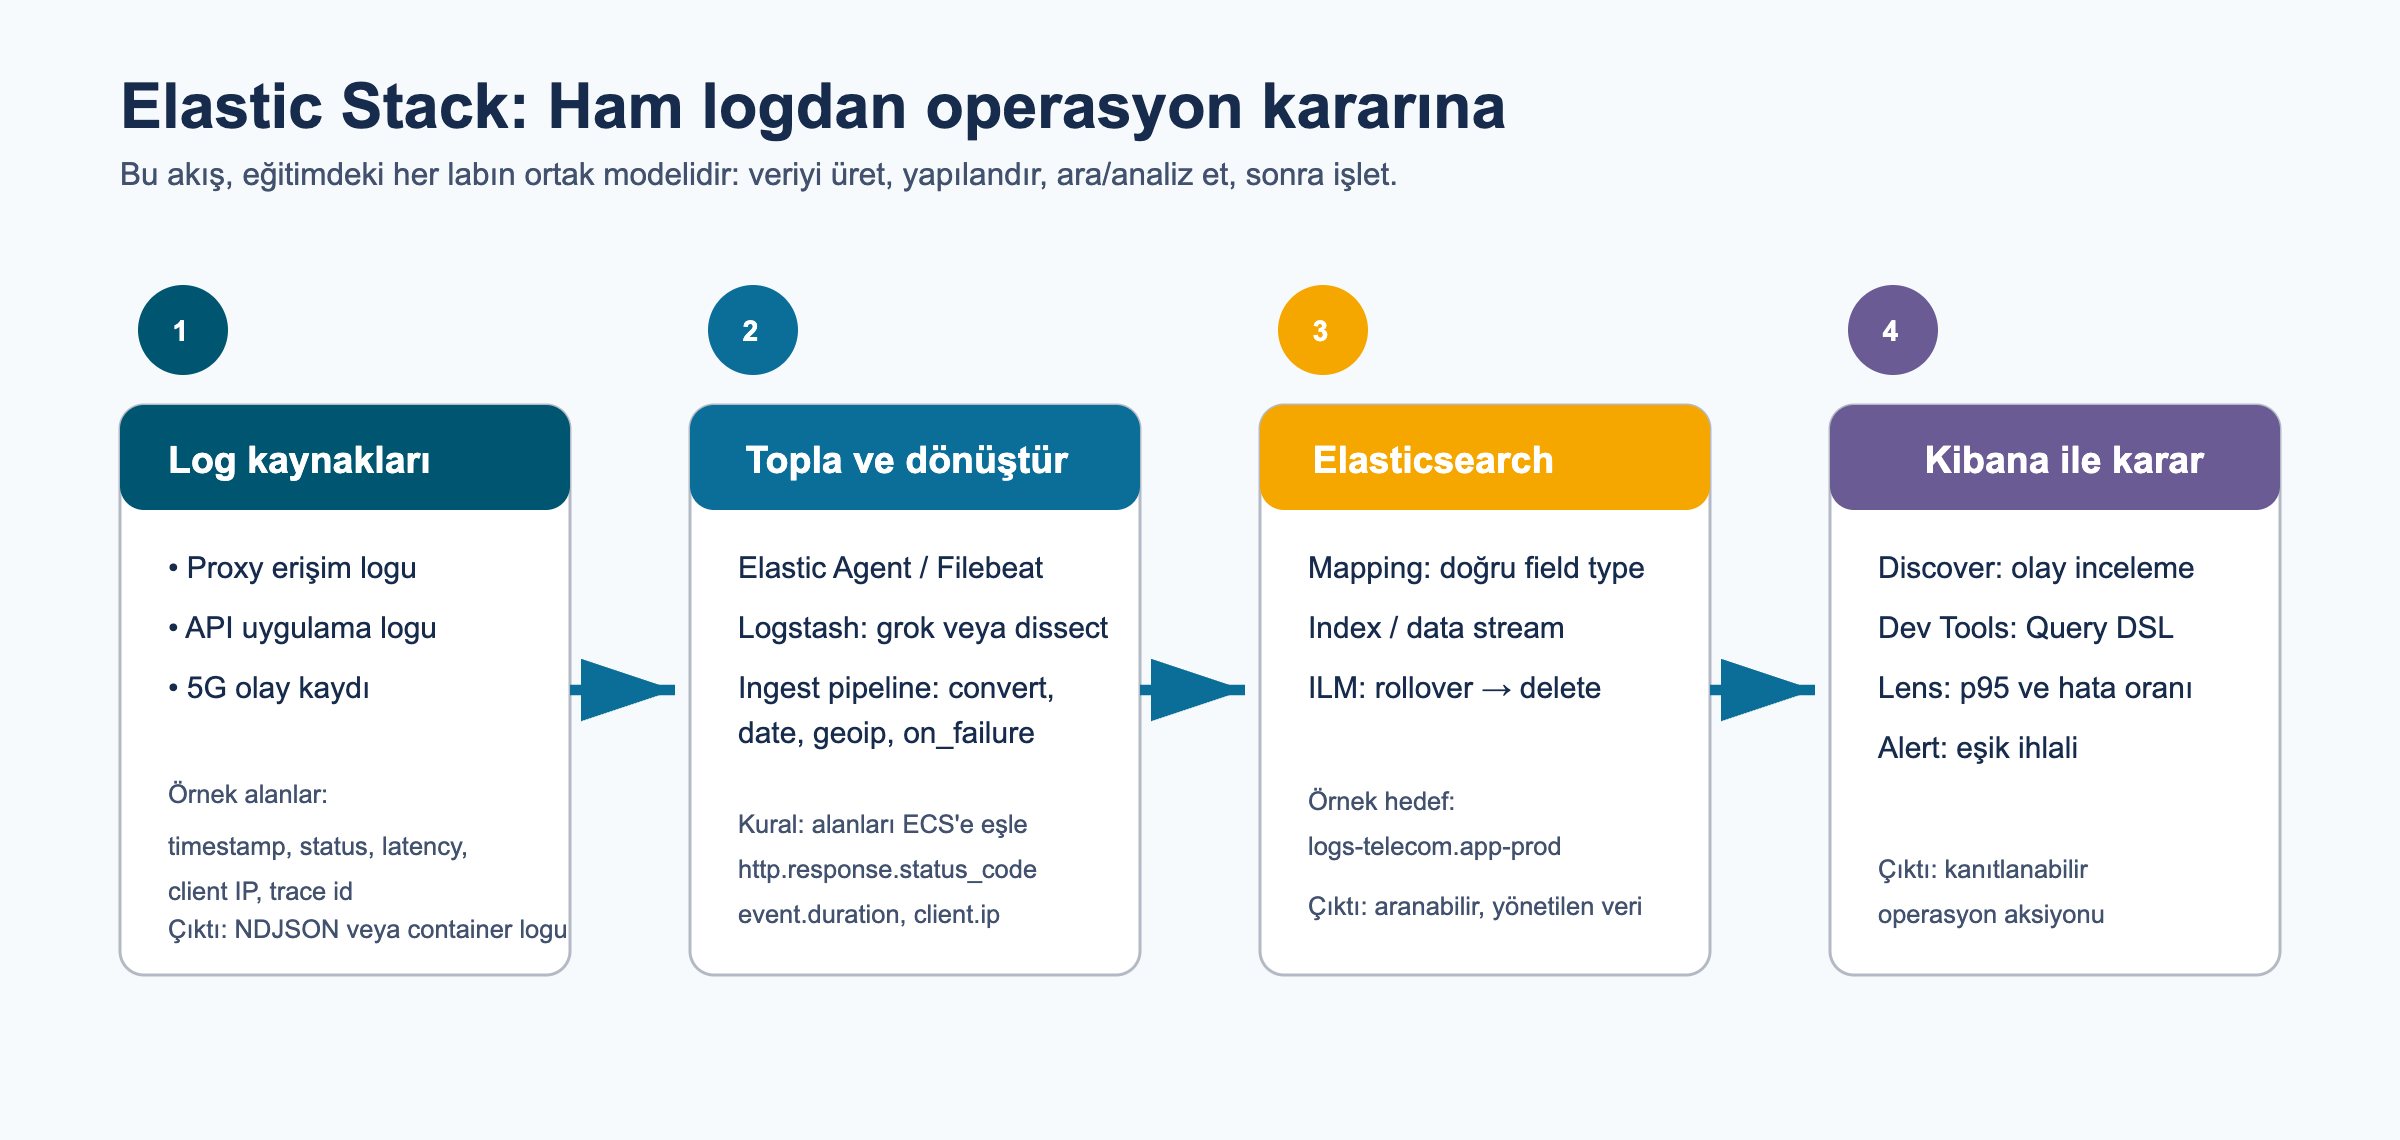 Elastic Stack: Ham logdan operasyon kararına
Bu akış, eğitimdeki her labın ortak modelidir: veriyi üret, yapılandır, ara/analiz et, sonra işlet.
1
Log kaynakları
• Proxy erişim logu
• API uygulama logu
• 5G olay kaydı
Örnek alanlar:
timestamp, status, latency,
client IP, trace id
Çıktı: NDJSON veya container logu
2
Topla ve dönüştür
Elastic Agent / Filebeat
Logstash: grok veya dissect
Ingest pipeline: convert,
date, geoip, on_failure
Kural: alanları ECS'e eşle
http.response.status_code
event.duration, client.ip
3
Elasticsearch
Mapping: doğru field type
Index / data stream
ILM: rollover → delete
Örnek hedef:
logs-telecom.app-prod
Çıktı: aranabilir, yönetilen veri
4
Kibana ile karar
Discover: olay inceleme
Dev Tools: Query DSL
Lens: p95 ve hata oranı
Alert: eşik ihlali
Çıktı: kanıtlanabilir
operasyon aksiyonu